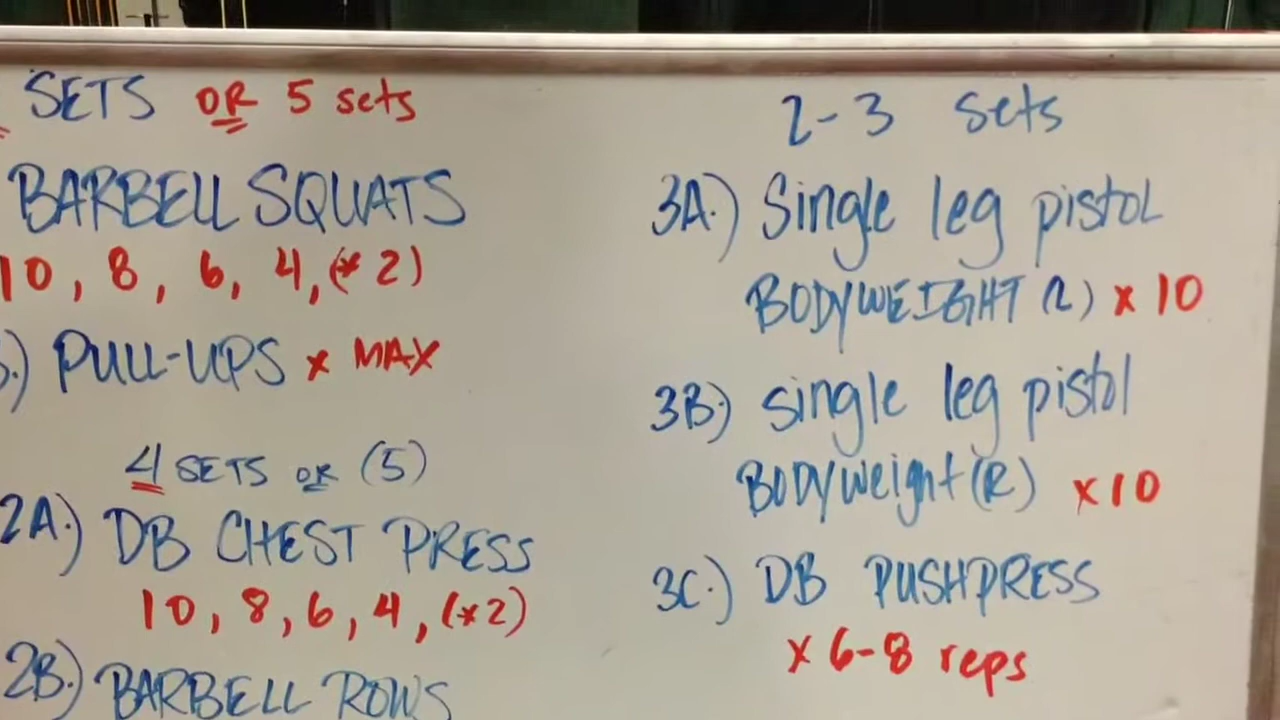 SETS OR 5 sets
BARBELL SQUATS
10, 8, 6, 4, (* 2)
.) PULL-UPS x MAX
4 SETS OR (5)
2A.) DB CHEST PRESS
10, 8, 6, 4, (* 2)
2B.) BARBELL ROWS
2-3 sets
3A.) Single leg pistol
BODYWEIGHT (L) x 10
3B.) single leg pistol
BODYweight (R) x 10
3C.) DB PUSHPRESS
x 6-8 reps